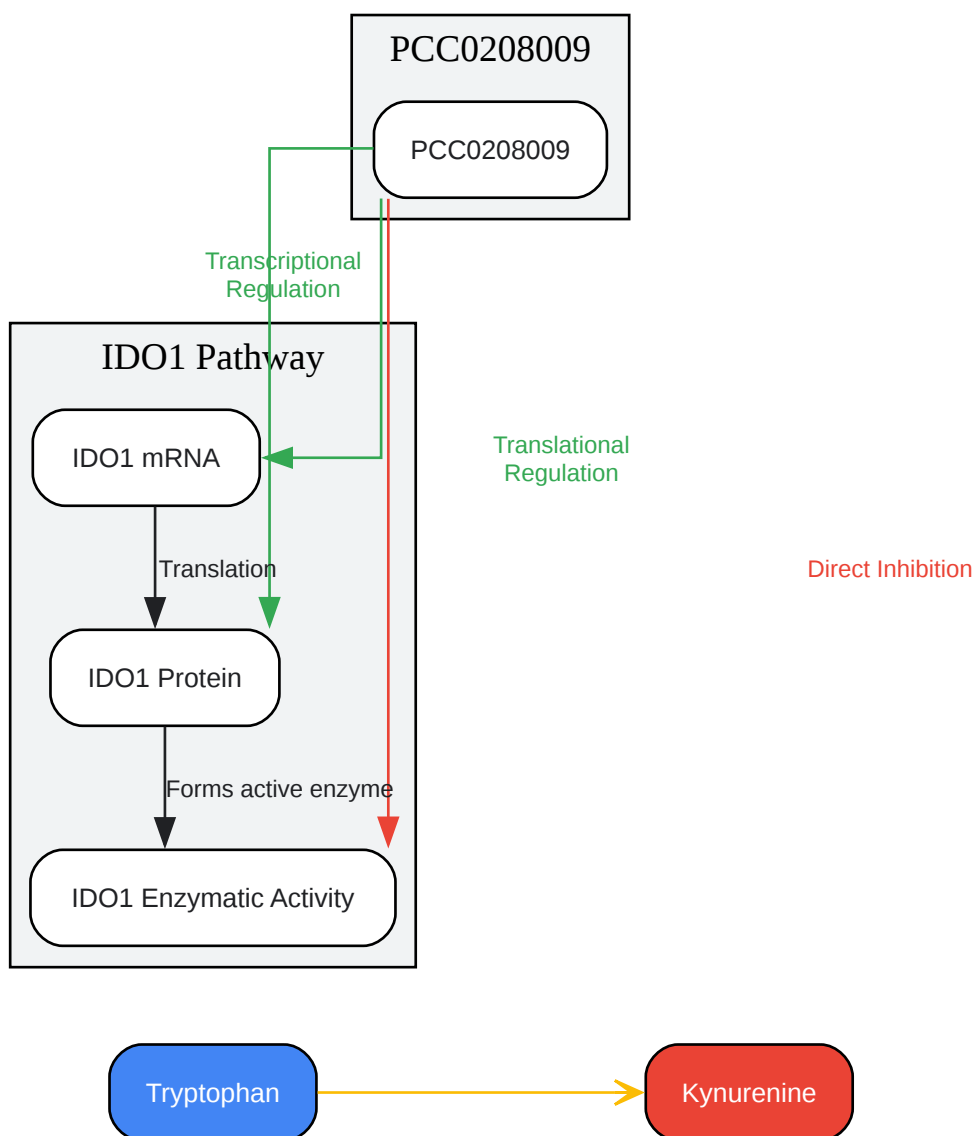 PCC0208009
PCC0208009
Transcriptional
Regulation
IDO1 Pathway
IDO1 mRNA
Translational
Regulation
Translation
Direct Inhibition
IDO1 Protein
Forms active enzyme
IDO1 Enzymatic Activity
Tryptophan
Kynurenine